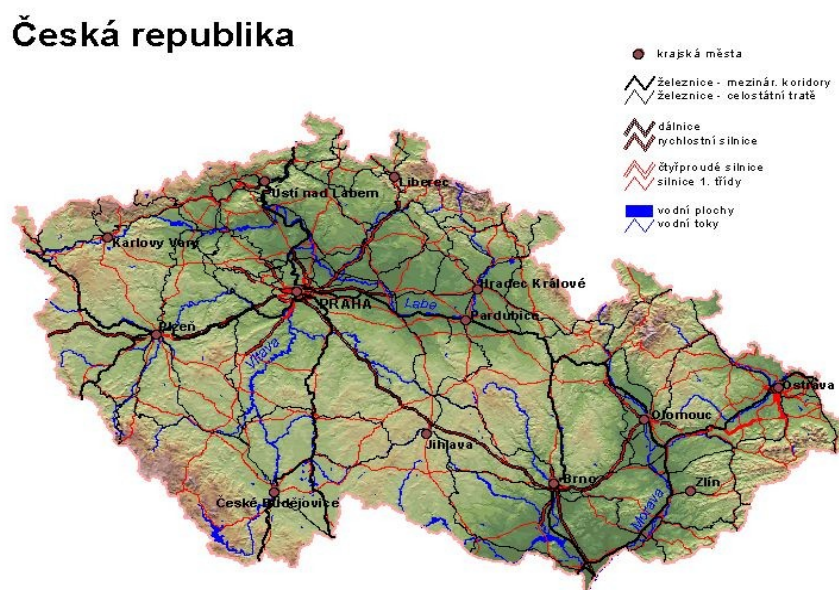 Česká republika
krajská města
železnice - mezinár. koridory
železnice - celostátní tratě
dálnice
rychlostní silnice
čtyřproudé silnice
silnice 1. třídy
vodní plochy
vodní toky
Liberec
Ústí nad Labem
Karlovy Vary
Hradec Králové
PRAHA
Labe
Pardubice
Plzeň
Vltava
Ostrava
Olomouc
Jihlava
Brno
Zlín
České Budějovice
Morava